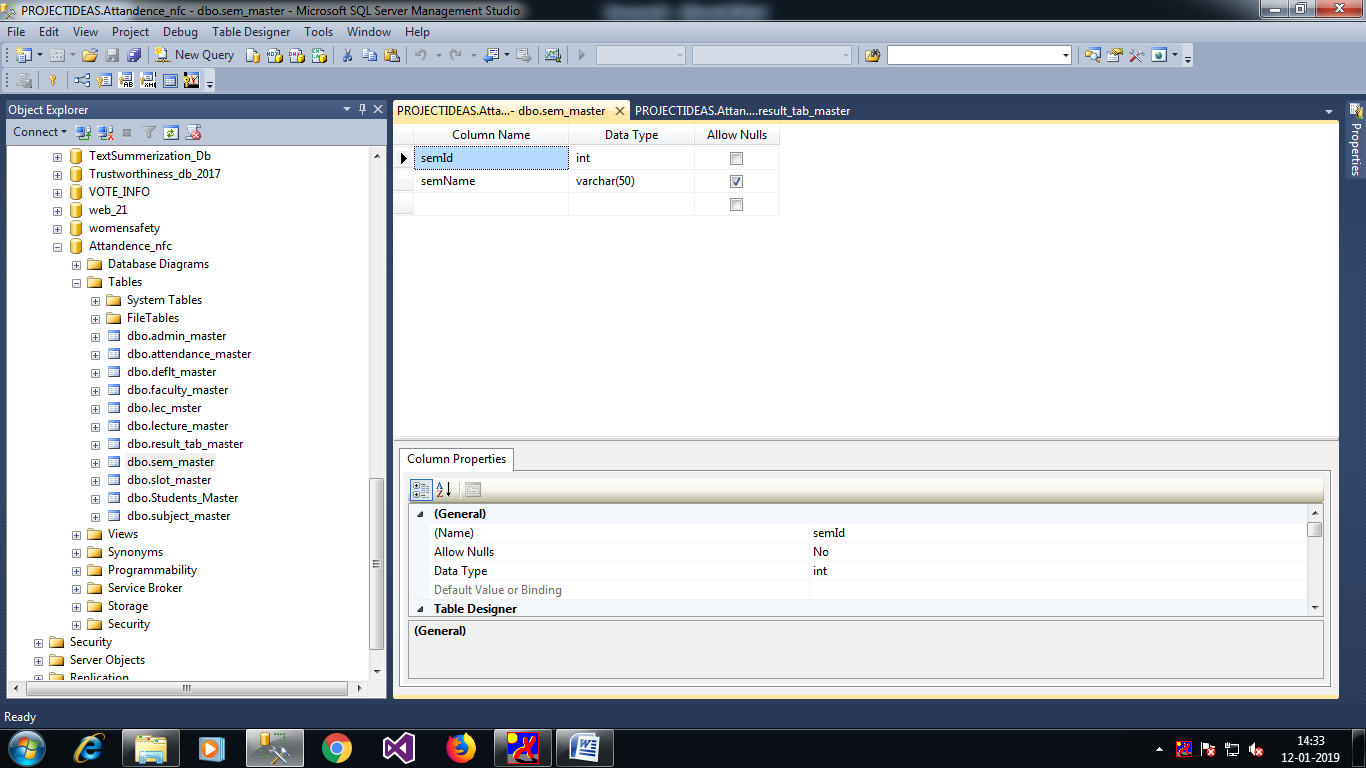 PROJECTIDEAS.Attandence_nfc - dbo.sem_master - Microsoft SQL Server Management Studio
File Edit View Project Debug Table Designer Tools Window Help
New Query
Object Explorer
PROJECTIDEAS.Atta...- dbo.sem_master PROJECTIDEAS.Attan....result_tab_master
Connect
Properties
Column Name Data Type Allow Nulls
semId int
semName varchar(50)
TextSummerization_Db
Trustworthiness_db_2017
VOTE_INFO
web_21
womensafety
Attandence_nfc
Database Diagrams
Tables
System Tables
FileTables
dbo.admin_master
dbo.attendance_master
dbo.deflt_master
dbo.faculty_master
dbo.lec_mster
dbo.lecture_master
dbo.result_tab_master
dbo.sem_master
dbo.slot_master
dbo.Students_Master
dbo.subject_master
Views
Synonyms
Programmability
Service Broker
Storage
Security
Security
Server Objects
Replication
Column Properties
(General)
(Name) semId
Allow Nulls No
Data Type int
Default Value or Binding
Table Designer
(General)
Ready
14:33
12-01-2019